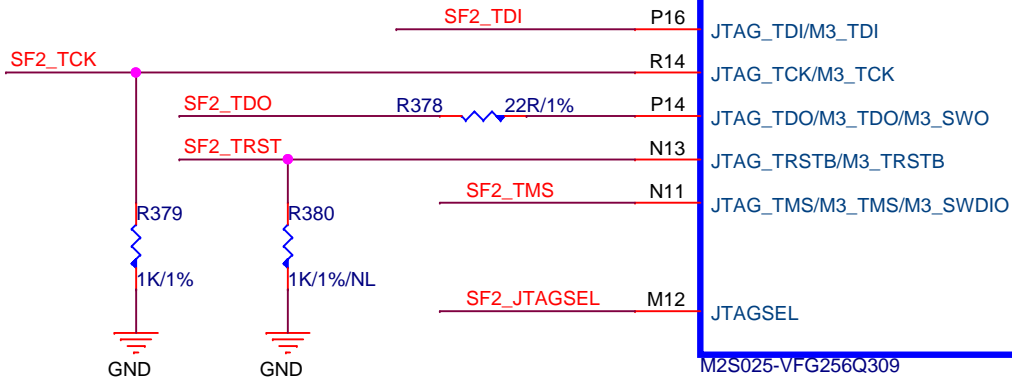 SF2_TDI P16 JTAG_TDI/M3_TDI
SF2_TCK R14 JTAG_TCK/M3_TCK
SF2_TDO R378 22R/1% P14 JTAG_TDO/M3_TDO/M3_SWO
SF2_TRST N13 JTAG_TRSTB/M3_TRSTB
SF2_TMS N11 JTAG_TMS/M3_TMS/M3_SWDIO
R379 R380
1K/1% 1K/1%/NL
SF2_JTAGSEL M12 JTAGSEL
GND GND
M2S025-VFG256Q309